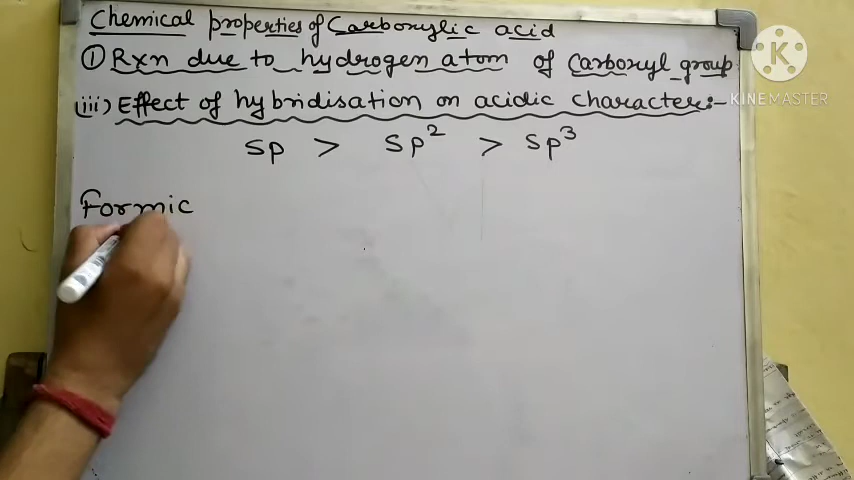 Chemical properties of Carboxylic acid
① Rxn due to hydrogen atom of Carboxyl group
(iii) Effect of hybridisation on acidic character:-
sp > sp² > sp³
Formic
K
KINEMASTER